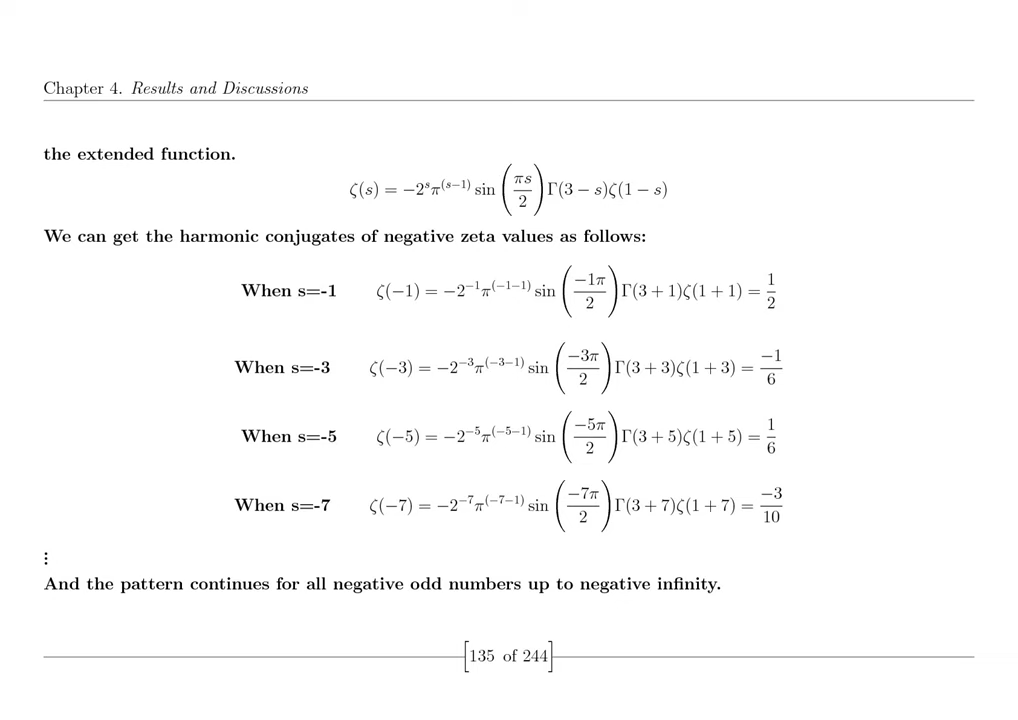 Chapter 4. Results and Discussions
the extended function.
ζ(s) = −2^s π^(s−1) sin(πs/2)Γ(3 − s)ζ(1 − s)
We can get the harmonic conjugates of negative zeta values as follows:
When s=-1 ζ(−1) = −2^−1 π^(−1−1) sin(−1π/2)Γ(3 + 1)ζ(1 + 1) = 1/2
When s=-3 ζ(−3) = −2^−3 π^(−3−1) sin(−3π/2)Γ(3 + 3)ζ(1 + 3) = −1/6
When s=-5 ζ(−5) = −2^−5 π^(−5−1) sin(−5π/2)Γ(3 + 5)ζ(1 + 5) = 1/6
When s=-7 ζ(−7) = −2^−7 π^(−7−1) sin(−7π/2)Γ(3 + 7)ζ(1 + 7) = −3/10
⋮
And the pattern continues for all negative odd numbers up to negative infinity.
[135 of 244]